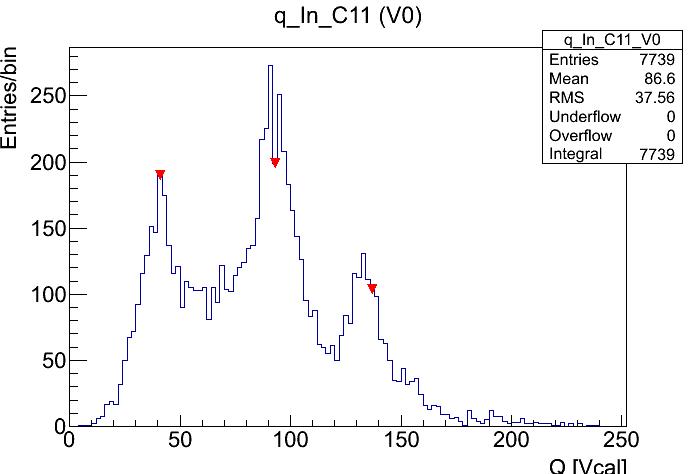 q_In_C11 (V0)
q_In_C11_V0
Entries 7739
Mean 86.6
RMS 37.56
Underflow 0
Overflow 0
Integral 7739
Entries/bin
250
200
150
100
50
0
0 50 100 150 200 250
Q [Vcal]